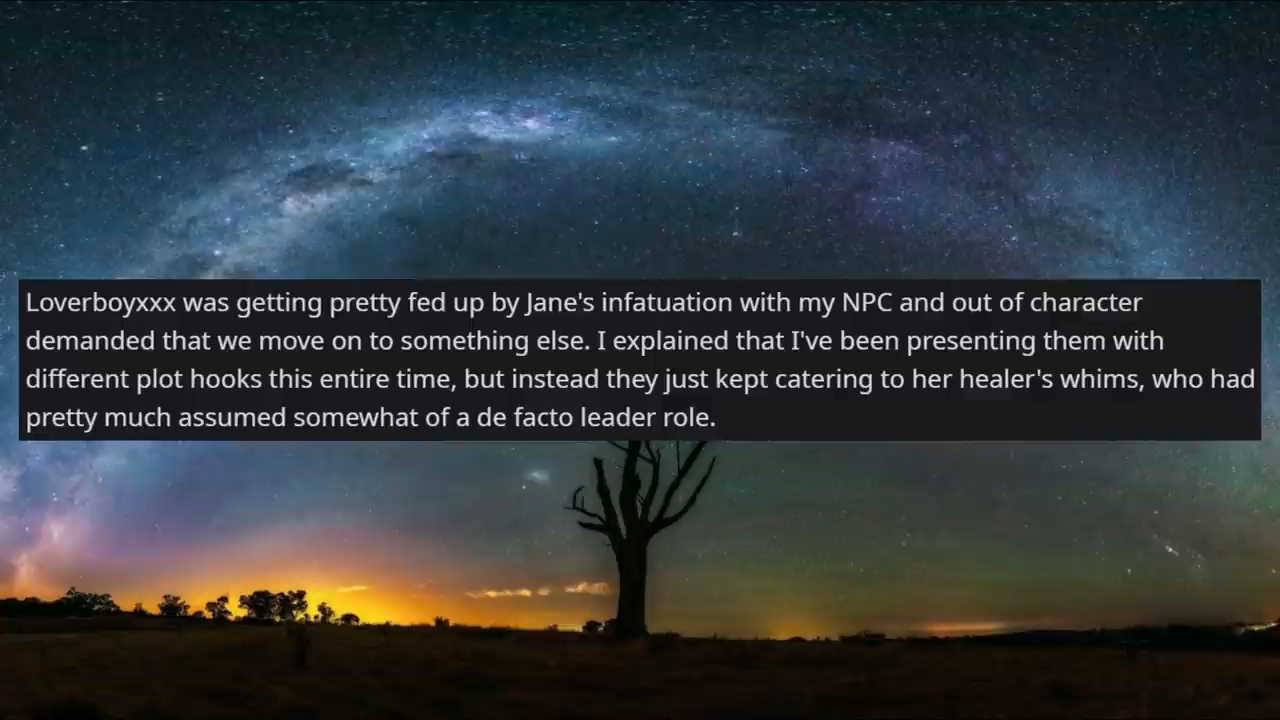 Loverboyxxx was getting pretty fed up by Jane's infatuation with my NPC and out of character
demanded that we move on to something else. I explained that I've been presenting them with
different plot hooks this entire time, but instead they just kept catering to her healer's whims, who had
pretty much assumed somewhat of a de facto leader role.